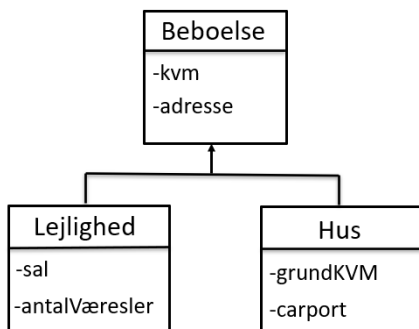 Beboelse
-kvm
-adresse
Lejlighed
-sal
-antalVæresler
Hus
-grundKVM
-carport